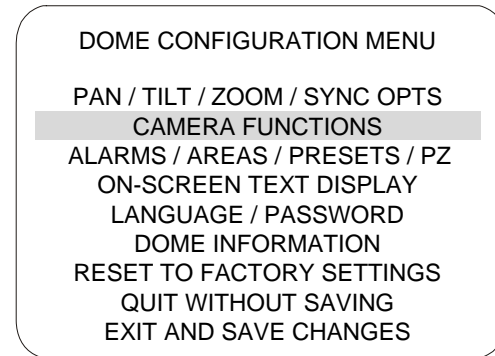 DOME CONFIGURATION MENU
PAN / TILT / ZOOM / SYNC OPTS
CAMERA FUNCTIONS
ALARMS / AREAS / PRESETS / PZ
ON-SCREEN TEXT DISPLAY
LANGUAGE / PASSWORD
DOME INFORMATION
RESET TO FACTORY SETTINGS
QUIT WITHOUT SAVING
EXIT AND SAVE CHANGES